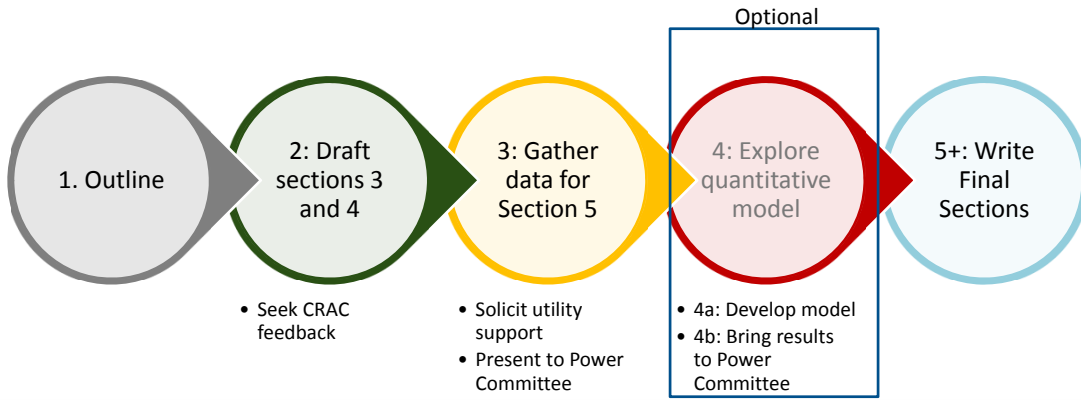 Optional
1. Outline
2: Draft
sections 3
and 4
3: Gather
data for
Section 5
4: Explore
quantitative
model
5+: Write
Final
Sections
• Seek CRAC
feedback
• Solicit utility
support
• Present to Power
Committee
• 4a: Develop model
• 4b: Bring results
to Power
Committee